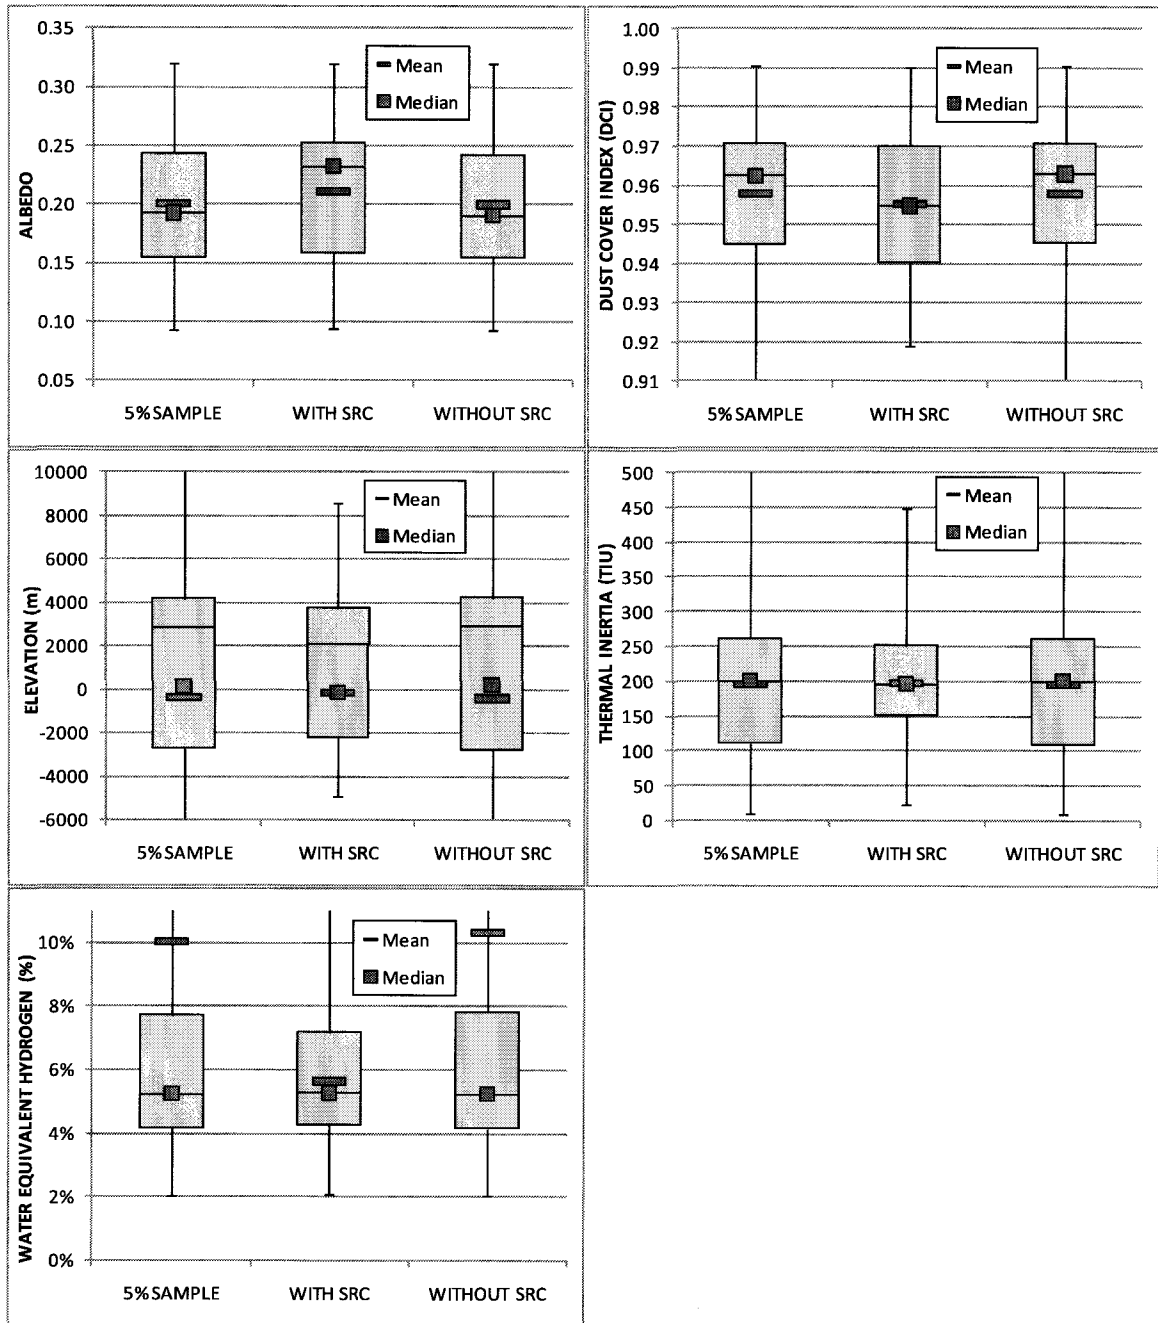 ALBEDO
0.35
0.30
0.25
0.20
0.15
0.10
0.05
Mean
Median
5% SAMPLE WITH SRC WITHOUT SRC
DUST COVER INDEX (DCI)
1.00
0.99
0.98
0.97
0.96
0.95
0.94
0.93
0.92
0.91
Mean
Median
5% SAMPLE WITH SRC WITHOUT SRC
ELEVATION (m)
10000
8000
6000
4000
2000
0
-2000
-4000
-6000
Mean
Median
5% SAMPLE WITH SRC WITHOUT SRC
THERMAL INERTIA (TIU)
500
450
400
350
300
250
200
150
100
50
0
Mean
Median
5% SAMPLE WITH SRC WITHOUT SRC
WATER EQUIVALENT HYDROGEN (%)
10%
8%
6%
4%
2%
0%
Mean
Median
5% SAMPLE WITH SRC WITHOUT SRC